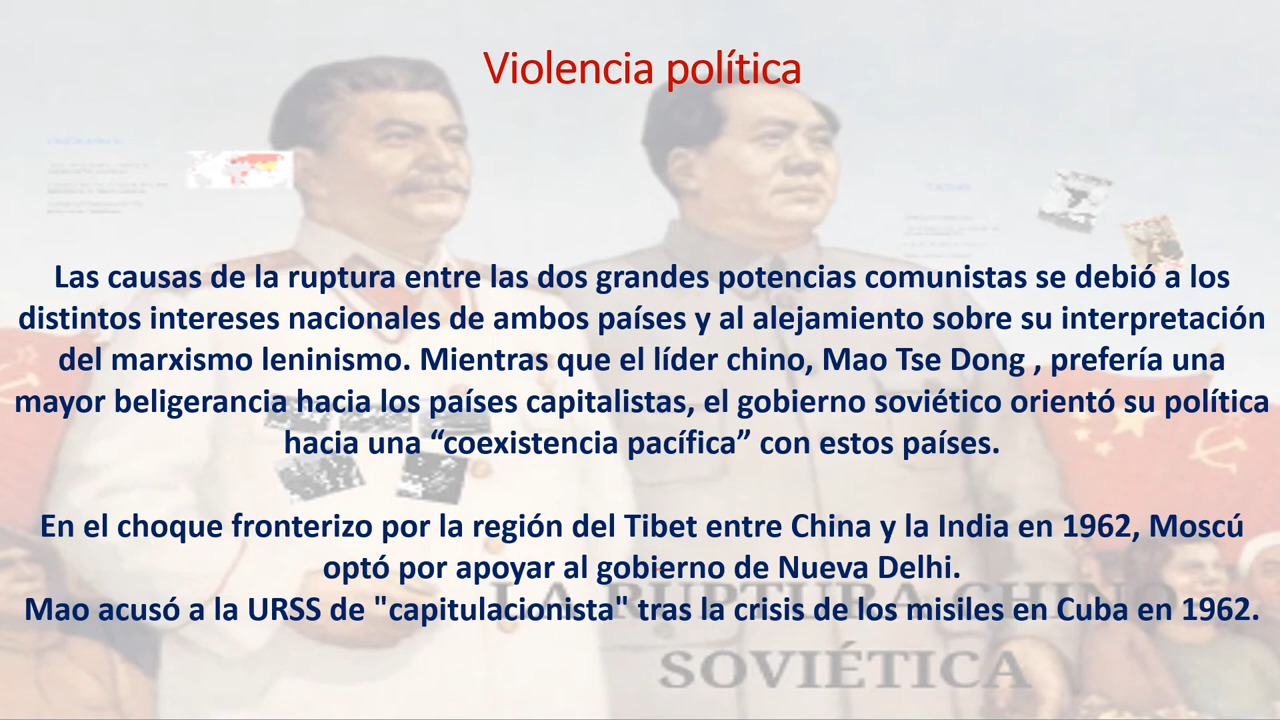 Violencia política
Las causas de la ruptura entre las dos grandes potencias comunistas se debió a los
distintos intereses nacionales de ambos países y al alejamiento sobre su interpretación
del marxismo leninismo. Mientras que el líder chino, Mao Tse Dong , prefería una
mayor beligerancia hacia los países capitalistas, el gobierno soviético orientó su política
hacia una “coexistencia pacífica” con estos países.
En el choque fronterizo por la región del Tibet entre China y la India en 1962, Moscú
optó por apoyar al gobierno de Nueva Delhi.
Mao acusó a la URSS de "capitulacionista" tras la crisis de los misiles en Cuba en 1962.
LA RUPTURA CHINO
SOVIÉTICA